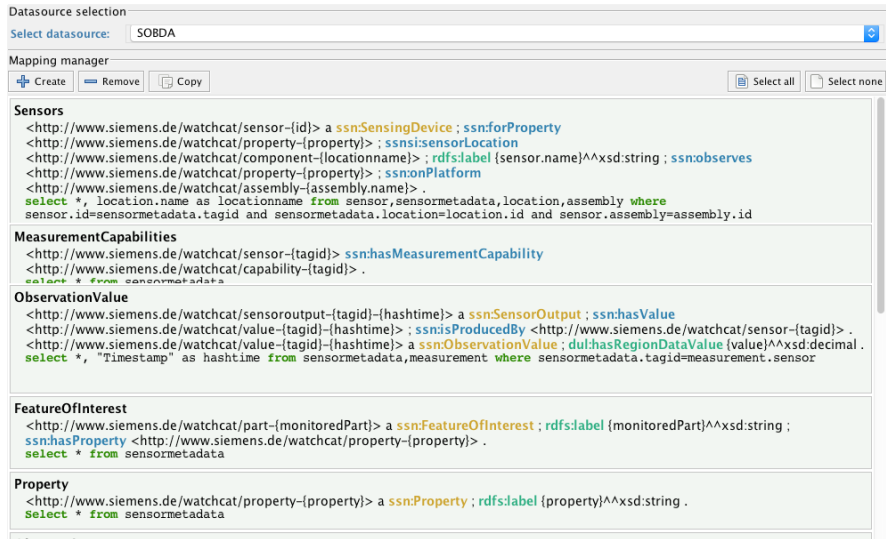 Datasource selection
Select datasource: SOBDA
Mapping manager
Create Remove Copy Select all Select none
Sensors
<http://www.siemens.de/watchcat/sensor-{id}> a ssn:SensingDevice ; ssn:forProperty
<http://www.siemens.de/watchcat/property-{property}> ; ssnsi:sensorLocation
<http://www.siemens.de/watchcat/component-{locationname}> ; rdfs:label {sensor.name}^^xsd:string ; ssn:observes
<http://www.siemens.de/watchcat/property-{property}> ; ssn:onPlatform
<http://www.siemens.de/watchcat/assembly-{assembly.name}> .
select *, location.name as locationname from sensor,sensormetadata,location,assembly where
sensor.id=sensormetadata.tagid and sensormetadata.location=location.id and sensor.assembly=assembly.id
MeasurementCapabilities
<http://www.siemens.de/watchcat/sensor-{tagid}> ssn:hasMeasurementCapability
<http://www.siemens.de/watchcat/capability-{tagid}> .
select * from sensormetadata
ObservationValue
<http://www.siemens.de/watchcat/sensoroutput-{tagid}-{hashtime}> a ssn:SensorOutput ; ssn:hasValue
<http://www.siemens.de/watchcat/value-{tagid}-{hashtime}> ; ssn:isProducedBy <http://www.siemens.de/watchcat/sensor-{tagid}> .
<http://www.siemens.de/watchcat/value-{tagid}-{hashtime}> a ssn:ObservationValue ; dul:hasRegionDataValue {value}^^xsd:decimal .
select *, "Timestamp" as hashtime from sensormetadata,measurement where sensormetadata.tagid=measurement.sensor
FeatureOfInterest
<http://www.siemens.de/watchcat/part-{monitoredPart}> a ssn:FeatureOfInterest ; rdfs:label {monitoredPart}^^xsd:string ;
ssn:hasProperty <http://www.siemens.de/watchcat/property-{property}> .
select * from sensormetadata
Property
<http://www.siemens.de/watchcat/property-{property}> a ssn:Property ; rdfs:label {property}^^xsd:string .
Select * from sensormetadata